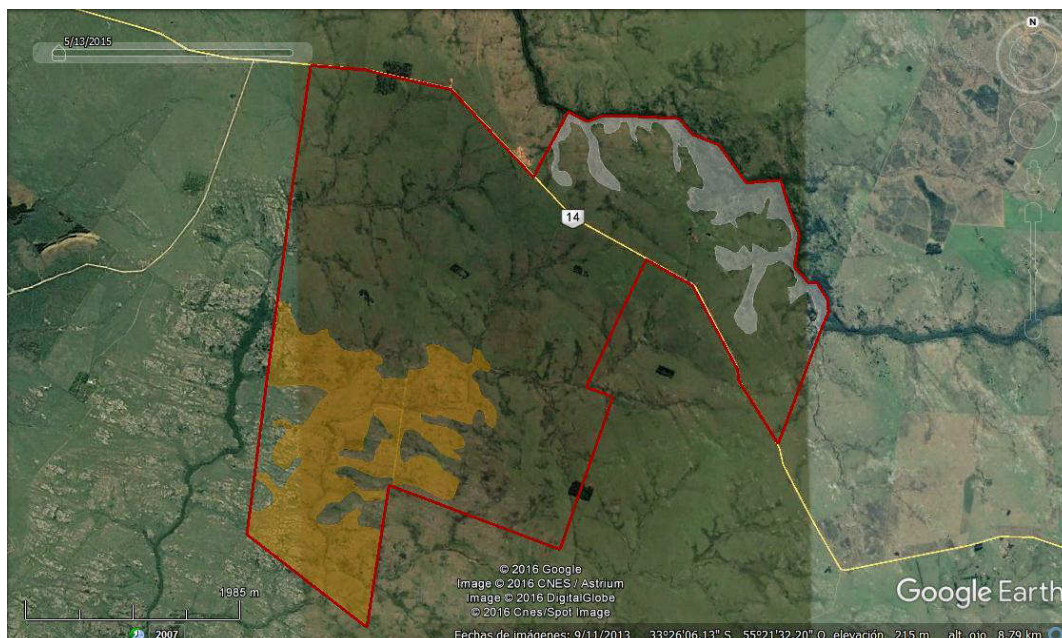 5/13/2015
N
14
1985 m
© 2016 Google
Image © 2016 CNES / Astrium
Image © 2016 DigitalGlobe
© 2016 Cnes/Spot Image
Google Earth
2007
Fechas de imágenes: 9/11/2013 33°26'06.13" S 55°21'32.20" O elevación 215 m alt. ojo 8.79 km